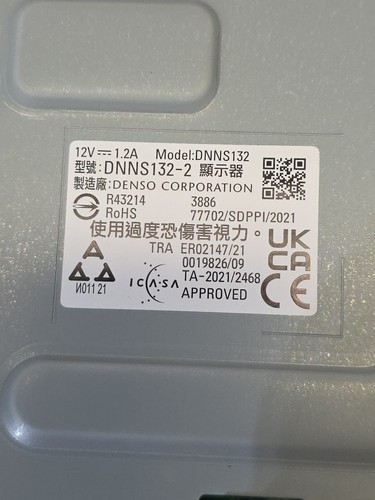 12V⎓1.2A Model:DNNS132
型號:DNNS132-2 顯示器
製造廠:DENSO CORPORATION
R43214 3886
RoHS 77702/SDPPI/2021
使用過度恐傷害視力。
TRA ER02147/21
0019826/09
TA-2021/2468
APPROVED
UK
CA
CE
ICASA
И011 21